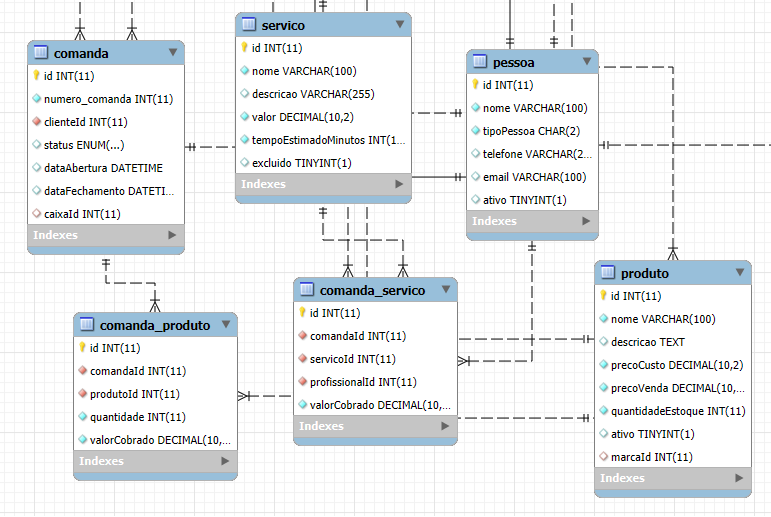 comanda
id INT(11)
numero_comanda INT(11)
clienteId INT(11)
status ENUM(...)
dataAbertura DATETIME
dataFechamento DATETI...
caixaId INT(11)
Indexes
servico
id INT(11)
nome VARCHAR(100)
descricao VARCHAR(255)
valor DECIMAL(10,2)
tempoEstimadoMinutos INT(1...
excluido TINYINT(1)
Indexes
pessoa
id INT(11)
nome VARCHAR(100)
tipoPessoa CHAR(2)
telefone VARCHAR(2...
email VARCHAR(100)
ativo TINYINT(1)
Indexes
comanda_produto
id INT(11)
comandaId INT(11)
produtoId INT(11)
quantidade INT(11)
valorCobrado DECIMAL(10,...
Indexes
comanda_servico
id INT(11)
comandaId INT(11)
servicoId INT(11)
profissionalId INT(11)
valorCobrado DECIMAL(10,...
Indexes
produto
id INT(11)
nome VARCHAR(100)
descricao TEXT
precoCusto DECIMAL(10,2)
precoVenda DECIMAL(10,...
quantidadeEstoque INT(11)
ativo TINYINT(1)
marcaId INT(11)
Indexes